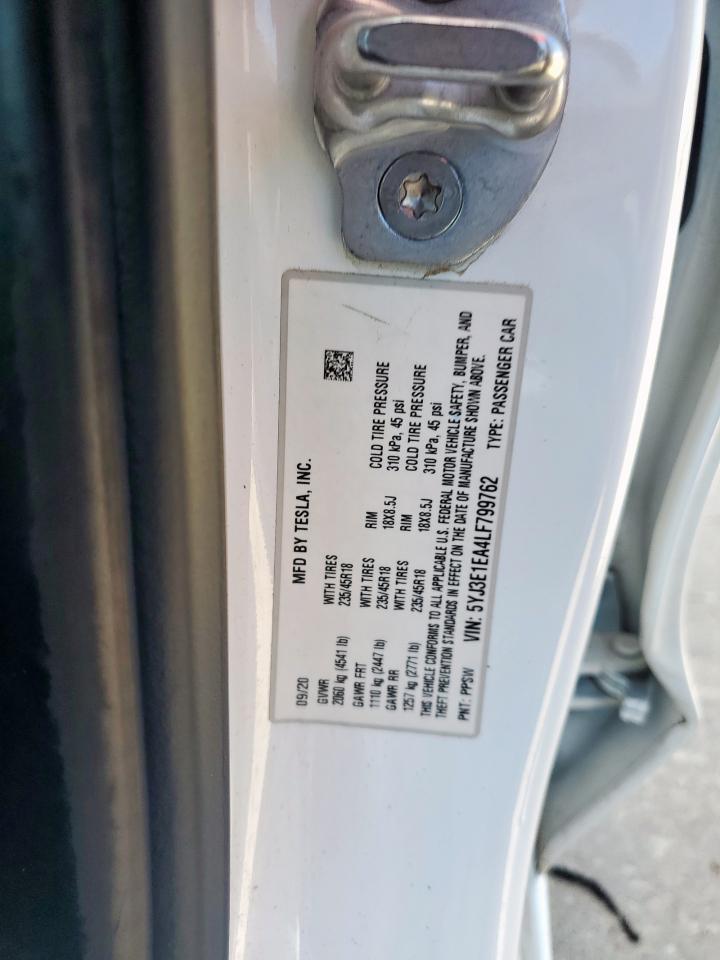 MFD BY TESLA, INC.
09/20
GVWR
2060 kg (4541 lb) WITH TIRES 235/45R18
GAWR FRT
1110 kg (2447 lb) WITH TIRES 235/45R18 RIM 18X8.5J COLD TIRE PRESSURE 310 kPa, 45 psi
GAWR RR
1257 kg (2771 lb) WITH TIRES 235/45R18 RIM 18X8.5J COLD TIRE PRESSURE 310 kPa, 45 psi
THIS VEHICLE CONFORMS TO ALL APPLICABLE U.S. FEDERAL MOTOR VEHICLE SAFETY, BUMPER, AND
THEFT PREVENTION STANDARDS IN EFFECT ON THE DATE OF MANUFACTURE SHOWN ABOVE.
PNT: PPSW VIN: 5YJ3E1EA4LF799762 TYPE: PASSENGER CAR